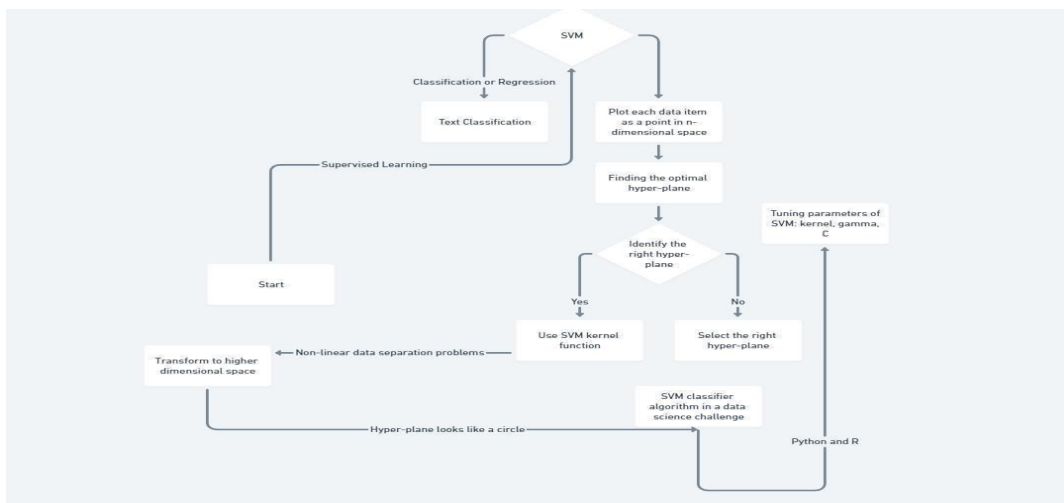 SVM
Classification or Regression
Text Classification
Plot each data item
as a point in n-
dimensional space
Supervised Learning
Finding the optimal
hyper-plane
Tuning parameters of
SVM: kernel, gamma,
C
Identify the
right hyper-
plane
Start
Yes
No
Use SVM kernel
function
Select the right
hyper-plane
Non-linear data separation problems
Transform to higher
dimensional space
SVM classifier
algorithm in a data
science challenge
Hyper-plane looks like a circle
Python and R